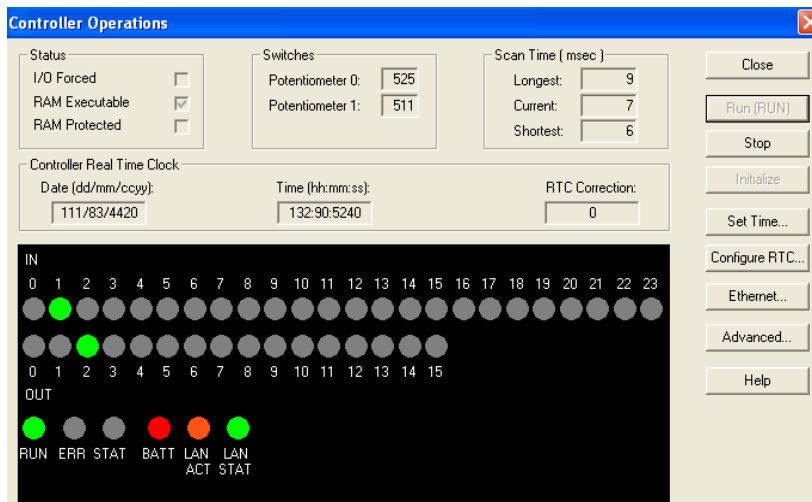 Controller Operations
Status
I/O Forced
RAM Executable
RAM Protected
Switches
Potentiometer 0: 525
Potentiometer 1: 511
Scan Time ( msec )
Longest: 9
Current: 7
Shortest: 6
Close
Run (RUN)
Stop
Initialize
Set Time...
Configure RTC...
Ethernet...
Advanced...
Help
Controller Real Time Clock
Date (dd/mm/ccyy):
111/83/4420
Time (hh:mm:ss):
132:90:5240
RTC Correction:
0
IN
0 1 2 3 4 5 6 7 8 9 10 11 12 13 14 15 16 17 18 19 20 21 22 23
0 1 2 3 4 5 6 7 8 9 10 11 12 13 14 15
OUT
RUN ERR STAT BATT LAN ACT LAN STAT